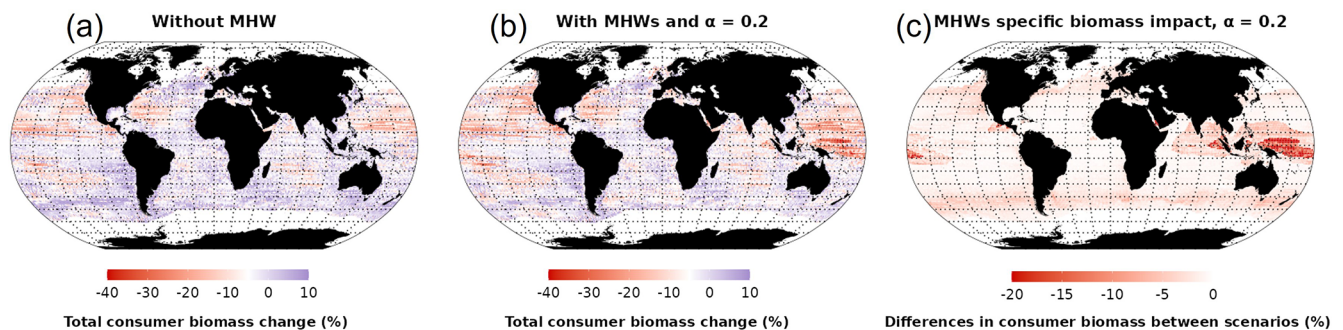 (a) Without MHW
(b) With MHWs and α = 0.2
(c) MHWs specific biomass impact, α = 0.2
-40 -30 -20 -10 0 10
Total consumer biomass change (%)
-40 -30 -20 -10 0 10
Total consumer biomass change (%)
-20 -15 -10 -5 0
Differences in consumer biomass between scenarios (%)